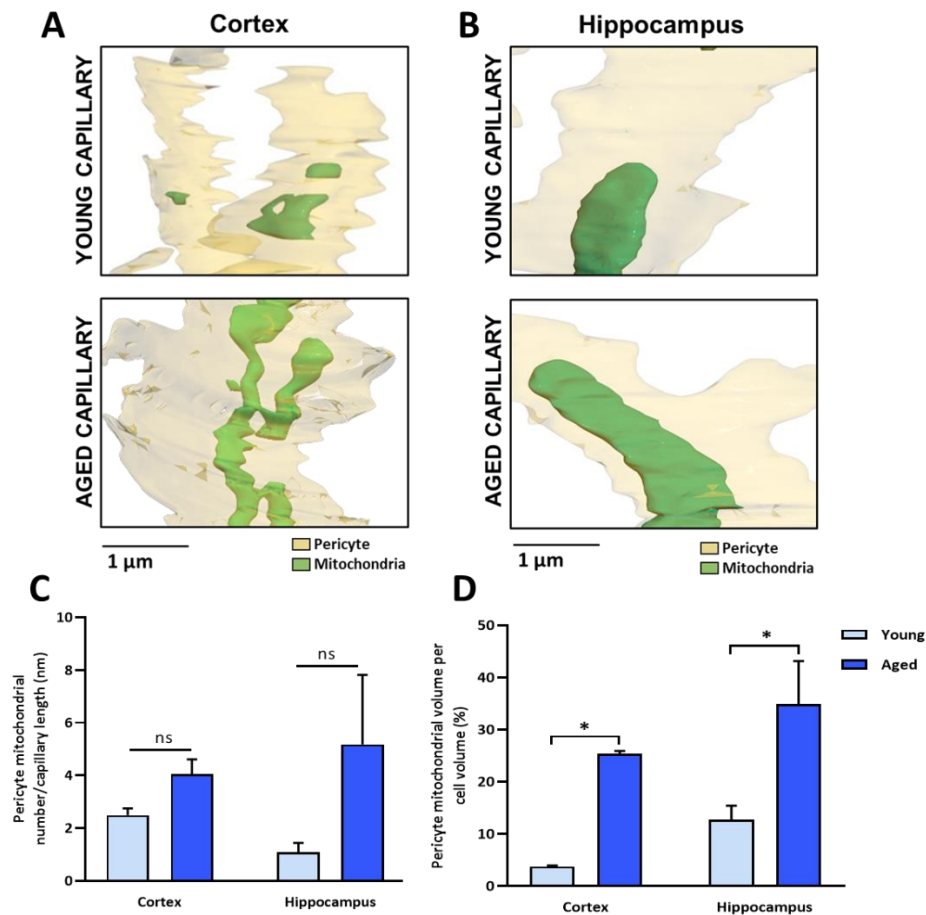 A
Cortex
YOUNG CAPILLARY
AGED CAPILLARY
1 µm
Pericyte
Mitochondria
B
Hippocampus
YOUNG CAPILLARY
AGED CAPILLARY
1 µm
Pericyte
Mitochondria
C
Pericyte mitochondrial
number/capillary length (nm)
10
8
6
4
2
0
ns
ns
Cortex
Hippocampus
D
Pericyte mitochondrial volume per
cell volume (%)
50
40
30
20
10
0
*
*
Cortex
Hippocampus
Young
Aged